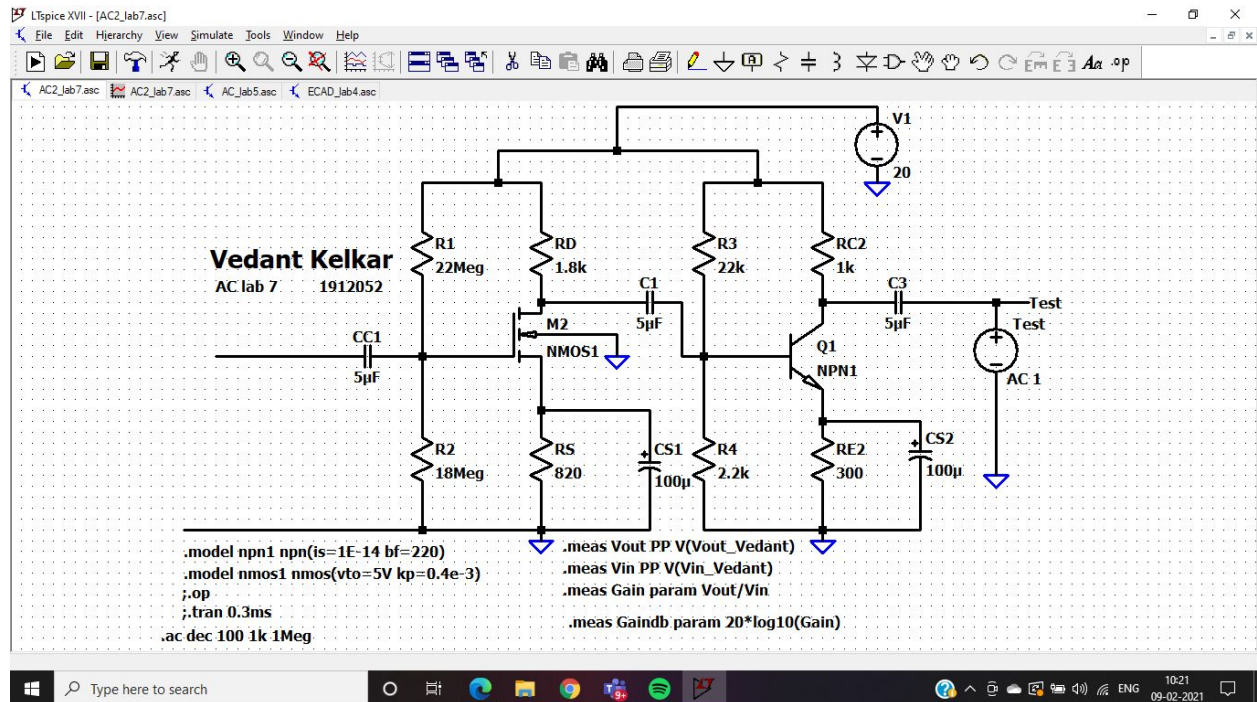 LTspice XVII - [AC2_lab7.asc]
File Edit Hierarchy View Simulate Tools Window Help
Aa .op
AC2_lab7.asc AC2_lab7.asc AC_lab5.asc ECAD_lab4.asc
V1
20
R1
22Meg
RD
1.8k
R3
22k
RC2
1k
Vedant Kelkar
AC lab 7 1912052
C1
5µF
C3
5µF
Test
Test
AC 1
CC1
5µF
M2
NMOS1
Q1
NPN1
R2
18Meg
RS
820
CS1
100µ
R4
2.2k
RE2
300
CS2
100µ
.model npn1 npn(is=1E-14 bf=220)
.model nmos1 nmos(vto=5V kp=0.4e-3)
;.op
;.tran 0.3ms
.ac dec 100 1k 1Meg
.meas Vout PP V(Vout_Vedant)
.meas Vin PP V(Vin_Vedant)
.meas Gain param Vout/Vin
.meas Gaindb param 20*log10(Gain)
Type here to search
9+
ENG
10:21
09-02-2021